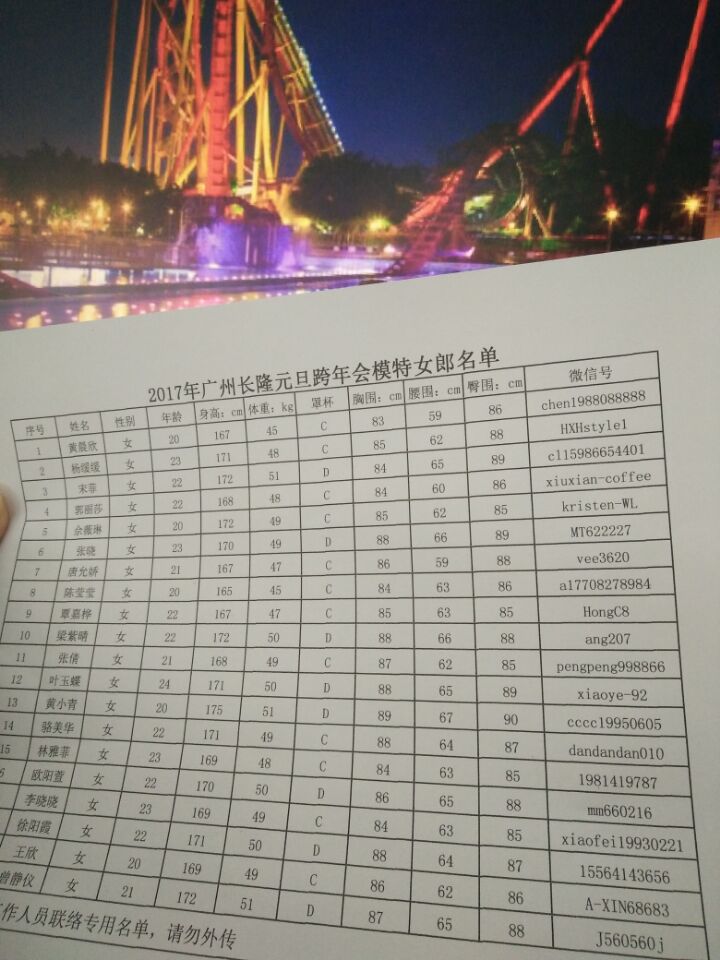 2017年广州长隆元旦跨年会模特女郎名单
序号 姓名 性别 年龄 身高：cm 体重：kg 罩杯 胸围：cm 腰围：cm 臀围：cm 微信号
1 黄晨欣 女 20 167 45 C 83 59 86 chen1988088888
2 杨缓缓 女 23 171 48 C 85 62 88 HXHstyle1
3 宋菲 女 22 172 51 D 84 65 89 cl15986654401
4 郭丽莎 女 22 168 48 C 84 60 86 xiuxian-coffee
5 佘薇琳 女 20 172 49 C 85 62 85 kristen-WL
6 张晓 女 23 170 49 D 88 66 89 MT622227
7 唐允娇 女 21 167 47 C 86 59 88 vee3620
8 陈莹莹 女 20 165 45 C 84 63 86 a17708278984
9 覃嘉桦 女 22 167 47 C 85 63 85 HongC8
10 梁紫晴 女 22 172 50 D 88 66 88 ang207
11 张倩 女 21 168 49 C 87 62 85 pengpeng998866
12 叶玉蝶 女 24 171 50 D 88 65 89 xiaoye-92
13 黄小青 女 20 175 51 D 89 67 90 cccc19950605
14 骆美华 女 22 171 49 C 88 64 87 dandandan010
15 林雅菲 女 23 169 48 C 84 63 85 1981419787
6 欧阳萱 女 22 170 50 D 86 65 88 mm660216
李晓晓 女 23 169 49 C 84 63 85 xiaofei19930221
徐阳霞 女 22 171 50 D 88 64 87 15564143656
王欣 女 20 169 49 C 86 62 86 A-XIN68683
曾静仪 女 21 172 51 D 87 65 88 J560560j
作人员联络专用名单，请勿外传